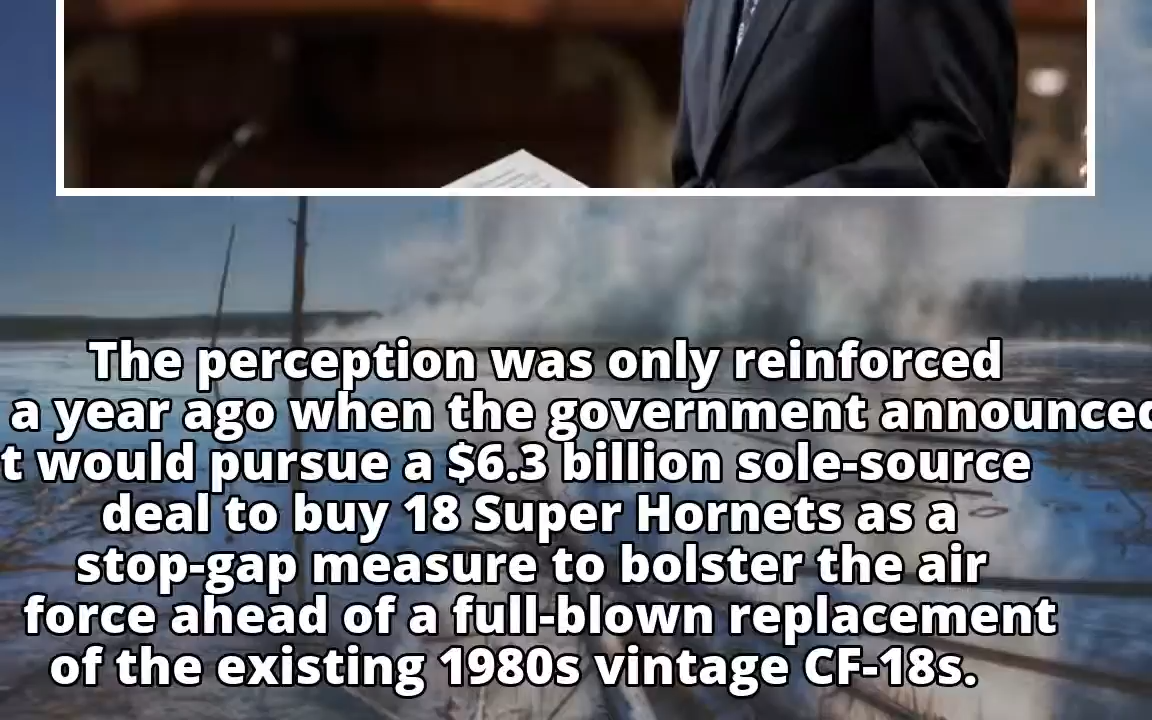 The perception was only reinforced
a year ago when the government announced
t would pursue a $6.3 billion sole-source
deal to buy 18 Super Hornets as a
stop-gap measure to bolster the air
force ahead of a full-blown replacement
of the existing 1980s vintage CF-18s.